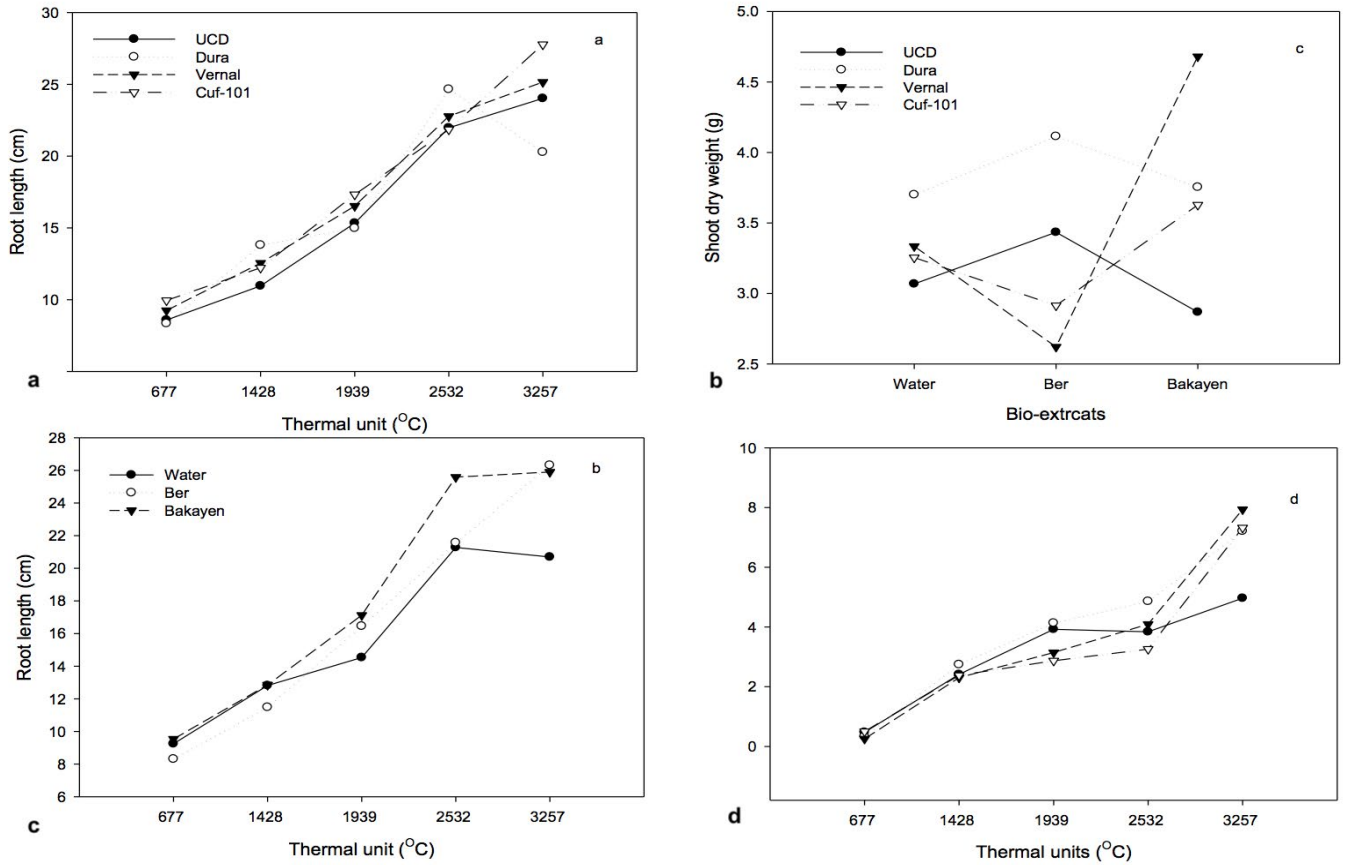 30
25
20
15
10
Root length (cm)
UCD
Dura
Vernal
Cuf-101
a
677 1428 1939 2532 3257
Thermal unit (OC)
a
5.0
4.5
4.0
3.5
3.0
2.5
Shoot dry weight (g)
UCD
Dura
Vernal
Cuf-101
c
Water Ber Bakayen
Bio-extrcats
b
28
26
24
22
20
18
16
14
12
10
8
6
Root length (cm)
Water
Ber
Bakayen
b
677 1428 1939 2532 3257
Thermal unit (OC)
c
10
8
6
4
2
0
d
677 1428 1939 2532 3257
Thermal units (OC)
d